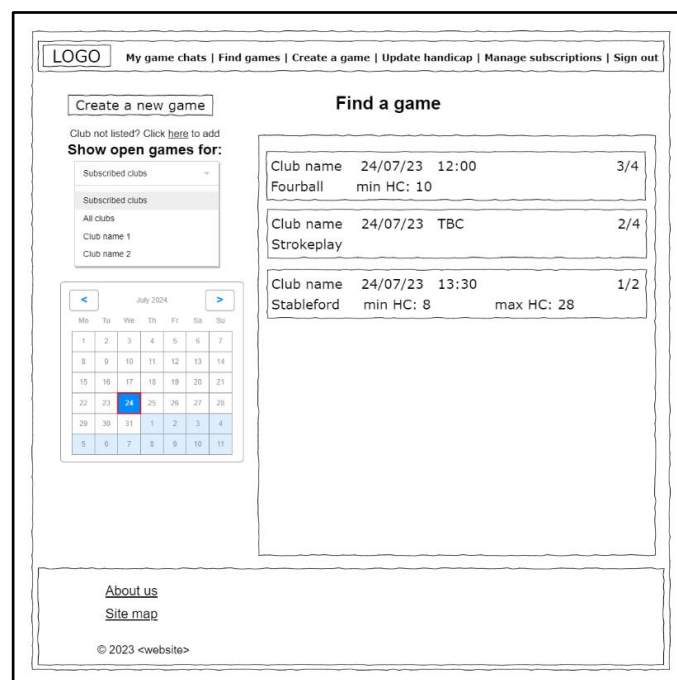 LOGO My game chats | Find games | Create a game | Update handicap | Manage subscriptions | Sign out
Create a new game
Club not listed? Click here to add
Show open games for:
Subscribed clubs
Subscribed clubs
All clubs
Club name 1
Club name 2
< July 2024 >
Mo Tu We Th Fr Sa Su
1 2 3 4 5 6 7
8 9 10 11 12 13 14
15 16 17 18 19 20 21
22 23 24 25 26 27 28
29 30 31 1 2 3 4
5 6 7 8 9 10 11
Find a game
Club name 24/07/23 12:00 3/4
Fourball min HC: 10
Club name 24/07/23 TBC 2/4
Strokeplay
Club name 24/07/23 13:30 1/2
Stableford min HC: 8 max HC: 28
About us
Site map
© 2023 <website>